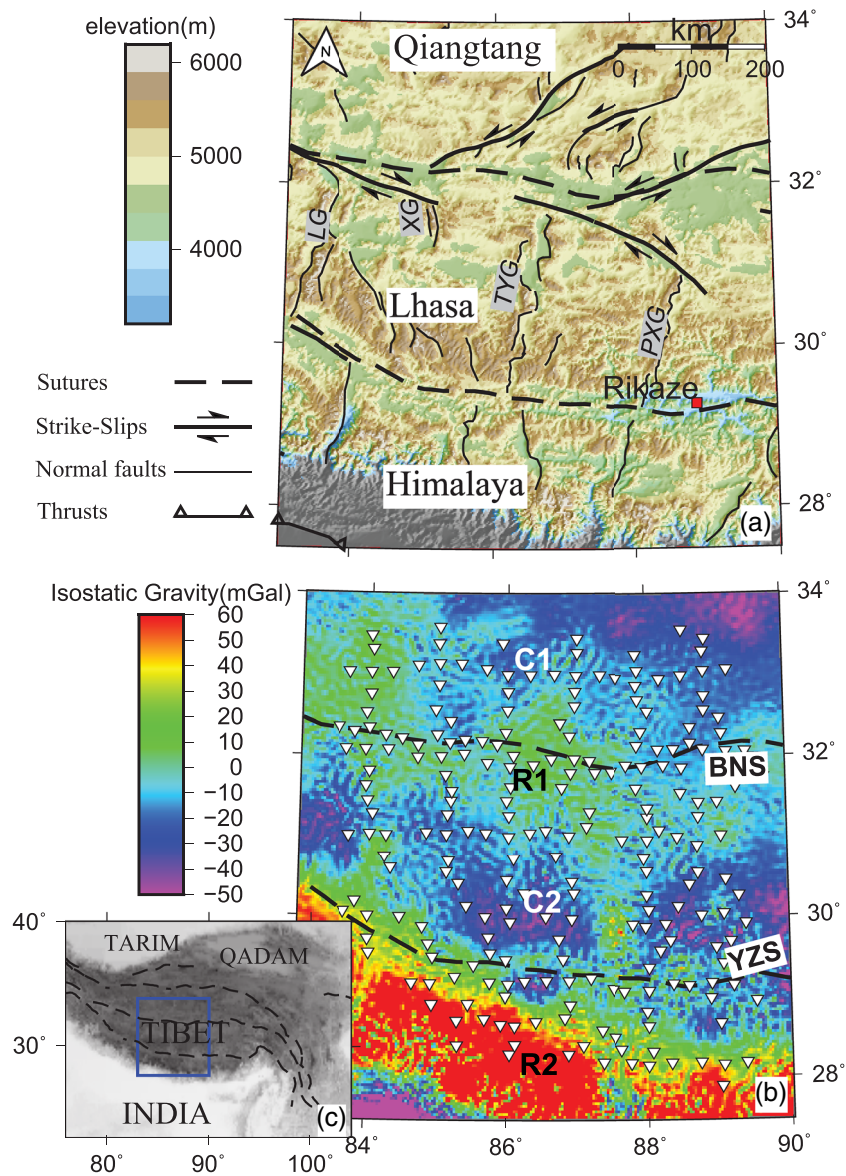 elevation(m)
6000
5000
4000
Sutures
Strike-Slips
Normal faults
Thrusts
N
Qiangtang
km
0 100 200
34°
32°
30°
28°
LG
XG
TYG
PXG
Lhasa
Rikaze
Himalaya
(a)
Isostatic Gravity(mGal)
60
50
40
30
20
10
0
−10
−20
−30
−40
−50
C1
R1
C2
R2
BNS
YZS
34°
32°
30°
28°
(b)
84° 86° 88° 90°
40°
30°
TARIM
QADAM
TIBET
INDIA
(c)
80° 90° 100°